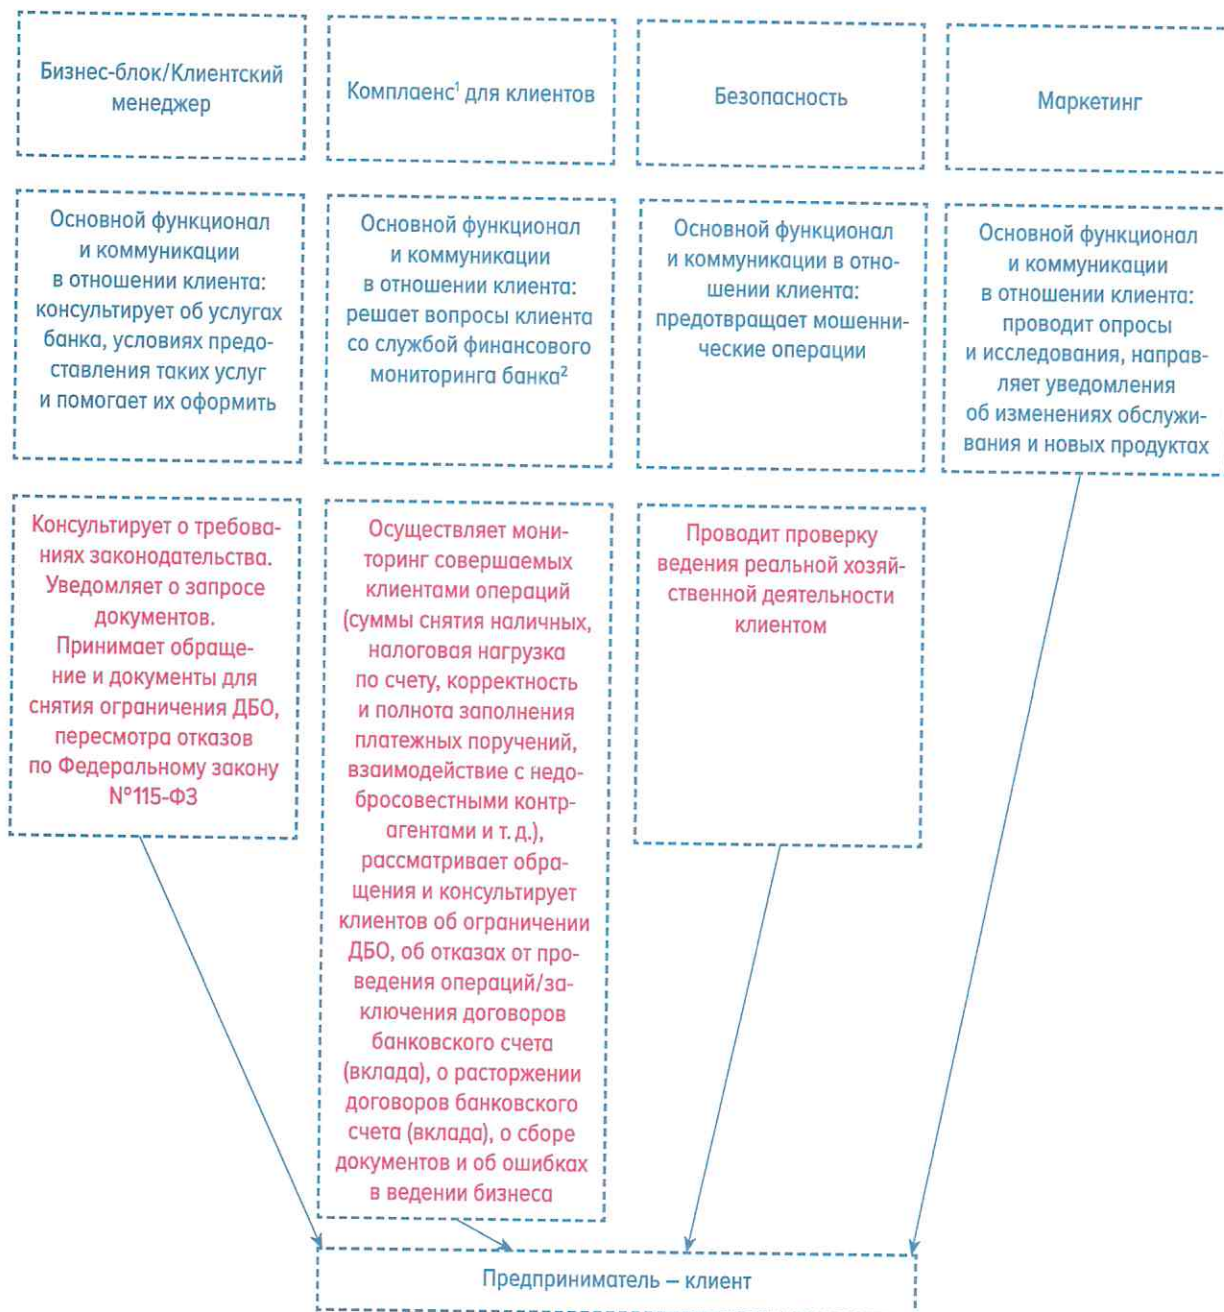 Бизнес-блок/Клиентский
менеджер
Комплаенс¹ для клиентов
Безопасность
Маркетинг
Основной функционал
и коммуникации
в отношении клиента:
консультирует об услугах
банка, условиях предо-
ставления таких услуг
и помогает их оформить
Основной функционал
и коммуникации
в отношении клиента:
решает вопросы клиента
со службой финансового
мониторинга банка²
Основной функционал
и коммуникации в отно-
шении клиента:
предотвращает мошенни-
ческие операции
Основной функционал
и коммуникации
в отношении клиента:
проводит опросы
и исследования, направ-
ляет уведомления
об изменениях обслужи-
вания и новых продуктах
Консультирует о требова-
ниях законодательства.
Уведомляет о запросе
документов.
Принимает обраще-
ние и документы для
снятия ограничения ДБО,
пересмотра отказов
по Федеральному закону
N°115-ФЗ
Осуществляет мони-
торинг совершаемых
клиентами операций
(суммы снятия наличных,
налоговая нагрузка
по счету, корректность
и полнота заполнения
платежных поручений,
взаимодействие с недо-
бросовестными контр-
агентами и т. д.),
рассматривает обра-
щения и консультирует
клиентов об ограничении
ДБО, об отказах от про-
ведения операций/за-
ключения договоров
банковского счета
(вклада), о расторжении
договоров банковского
счета (вклада), о сборе
документов и об ошибках
в ведении бизнеса
Проводит проверку
ведения реальной хозяй-
ственной деятельности
клиентом
Предприниматель – клиент